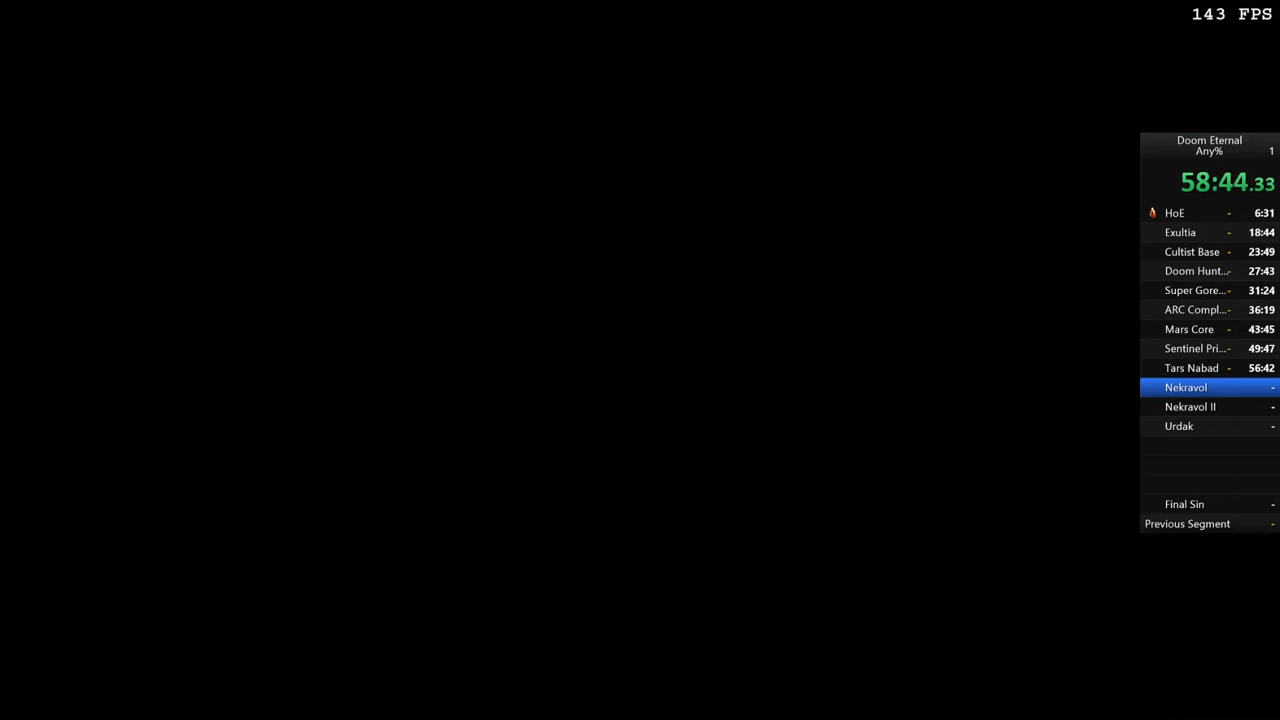 143 FPS
Doom Eternal
Any% 1
58:44.33
HoE - 6:31
Exultia - 18:44
Cultist Base - 23:49
Doom Hunt...- 27:43
Super Gore...- 31:24
ARC Compl...- 36:19
Mars Core - 43:45
Sentinel Pri...- 49:47
Tars Nabad - 56:42
Nekravol -
Nekravol II -
Urdak -
Final Sin -
Previous Segment -